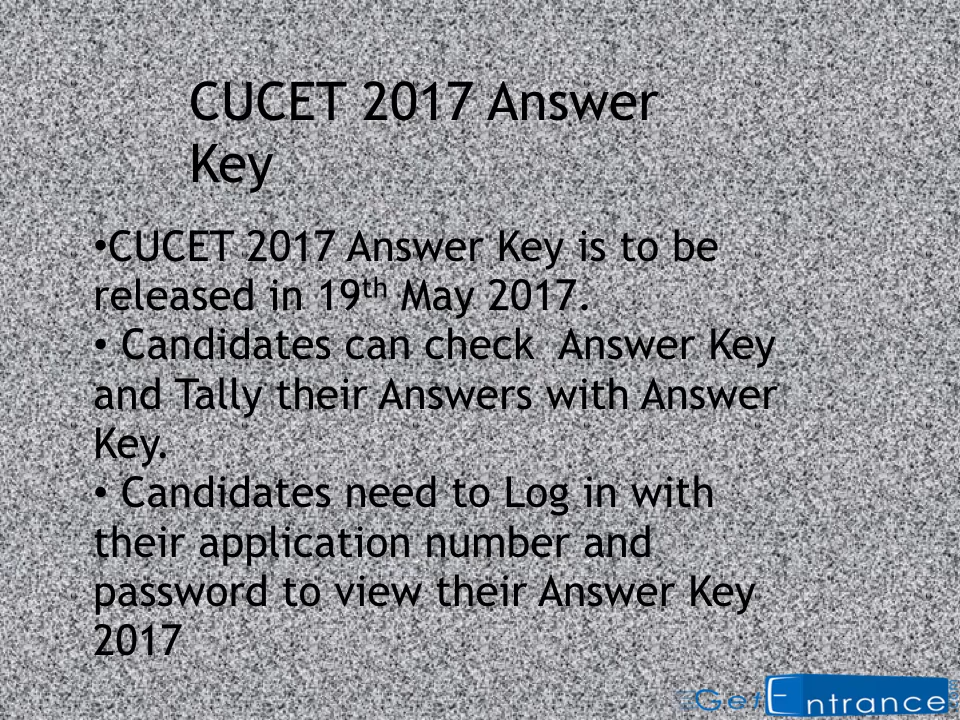 CUCET 2017 Answer
Key
•CUCET 2017 Answer Key is to be
released in 19th May 2017.
• Candidates can check  Answer Key
and Tally their Answers with Answer
Key.
• Candidates need to Log in with
their application number and
password to view their Answer Key
2017
GetEntrance